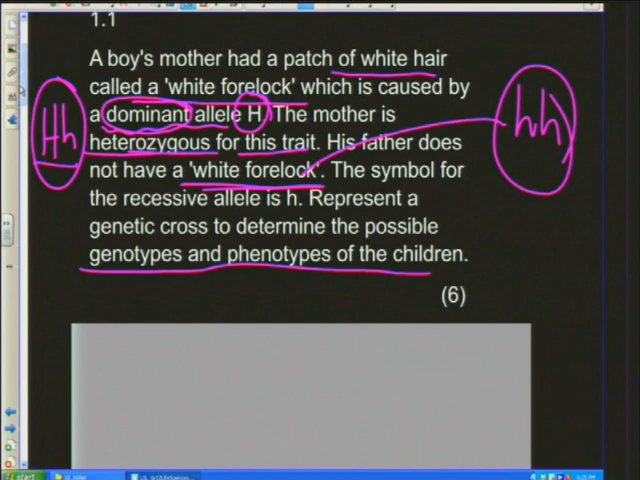 1.1
A boy's mother had a patch of white hair
called a 'white forelock' which is caused by
a dominant allele H. The mother is
heterozygous for this trait. His father does
not have a 'white forelock'. The symbol for
the recessive allele is h. Represent a
genetic cross to determine the possible
genotypes and phenotypes of the children.
(6)
Hh
hh
start